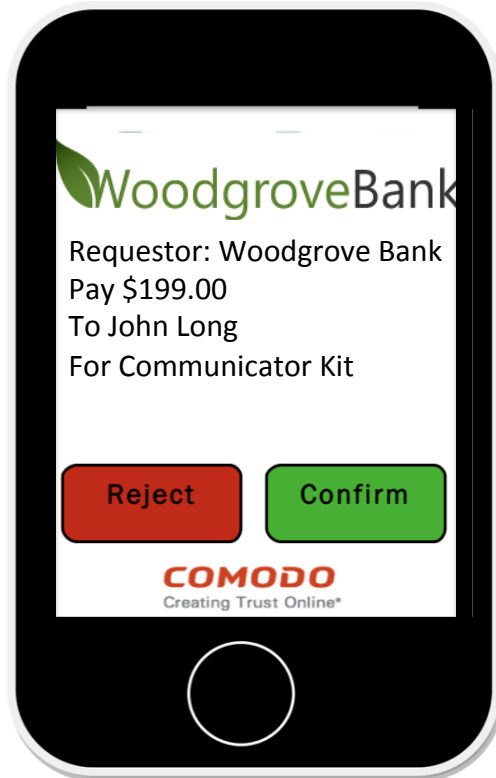 WoodgroveBank
Requestor: Woodgrove Bank
Pay $199.00
To John Long
For Communicator Kit
Reject Confirm
COMODO
Creating Trust Online®